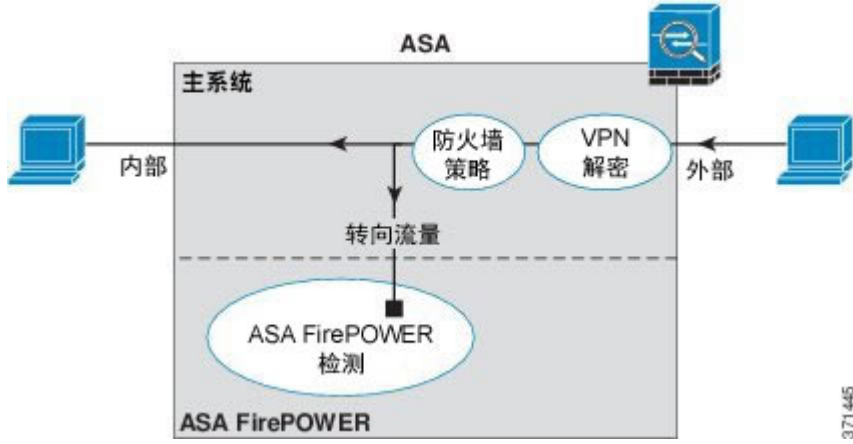 ASA
主系统
防火墙
策略
VPN
解密
内部
外部
转向流量
ASA FirePOWER
检测
ASA FirePOWER
371445